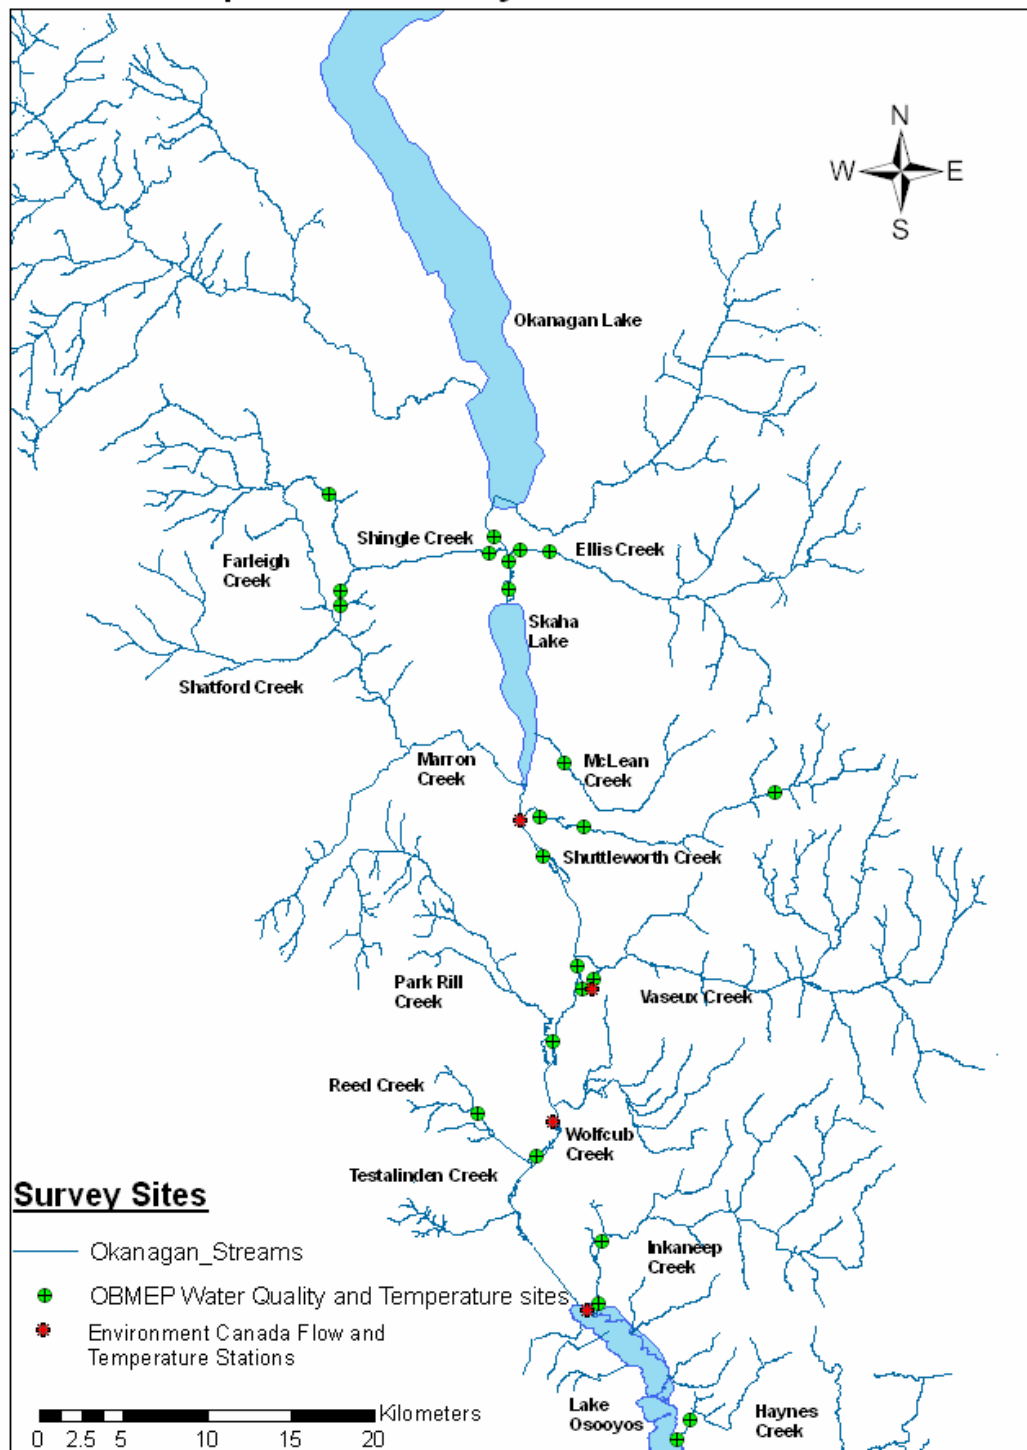 N
W E
S
Okanagan Lake
Shingle Creek
Ellis Creek
Farleigh
Creek
Skaha
Lake
Shatford Creek
Marron
Creek
McLean
Creek
Shuttleworth Creek
Park Rill
Creek
Vaseux Creek
Reed Creek
Wolfcub
Creek
Testalinden Creek
Inkaneep
Creek
Lake
Osooyos
Haynes
Creek
Survey Sites
Okanagan_Streams
OBMEP Water Quality and Temperature sites
Environment Canada Flow and
Temperature Stations
Kilometers
0 2.5 5 10 15 20